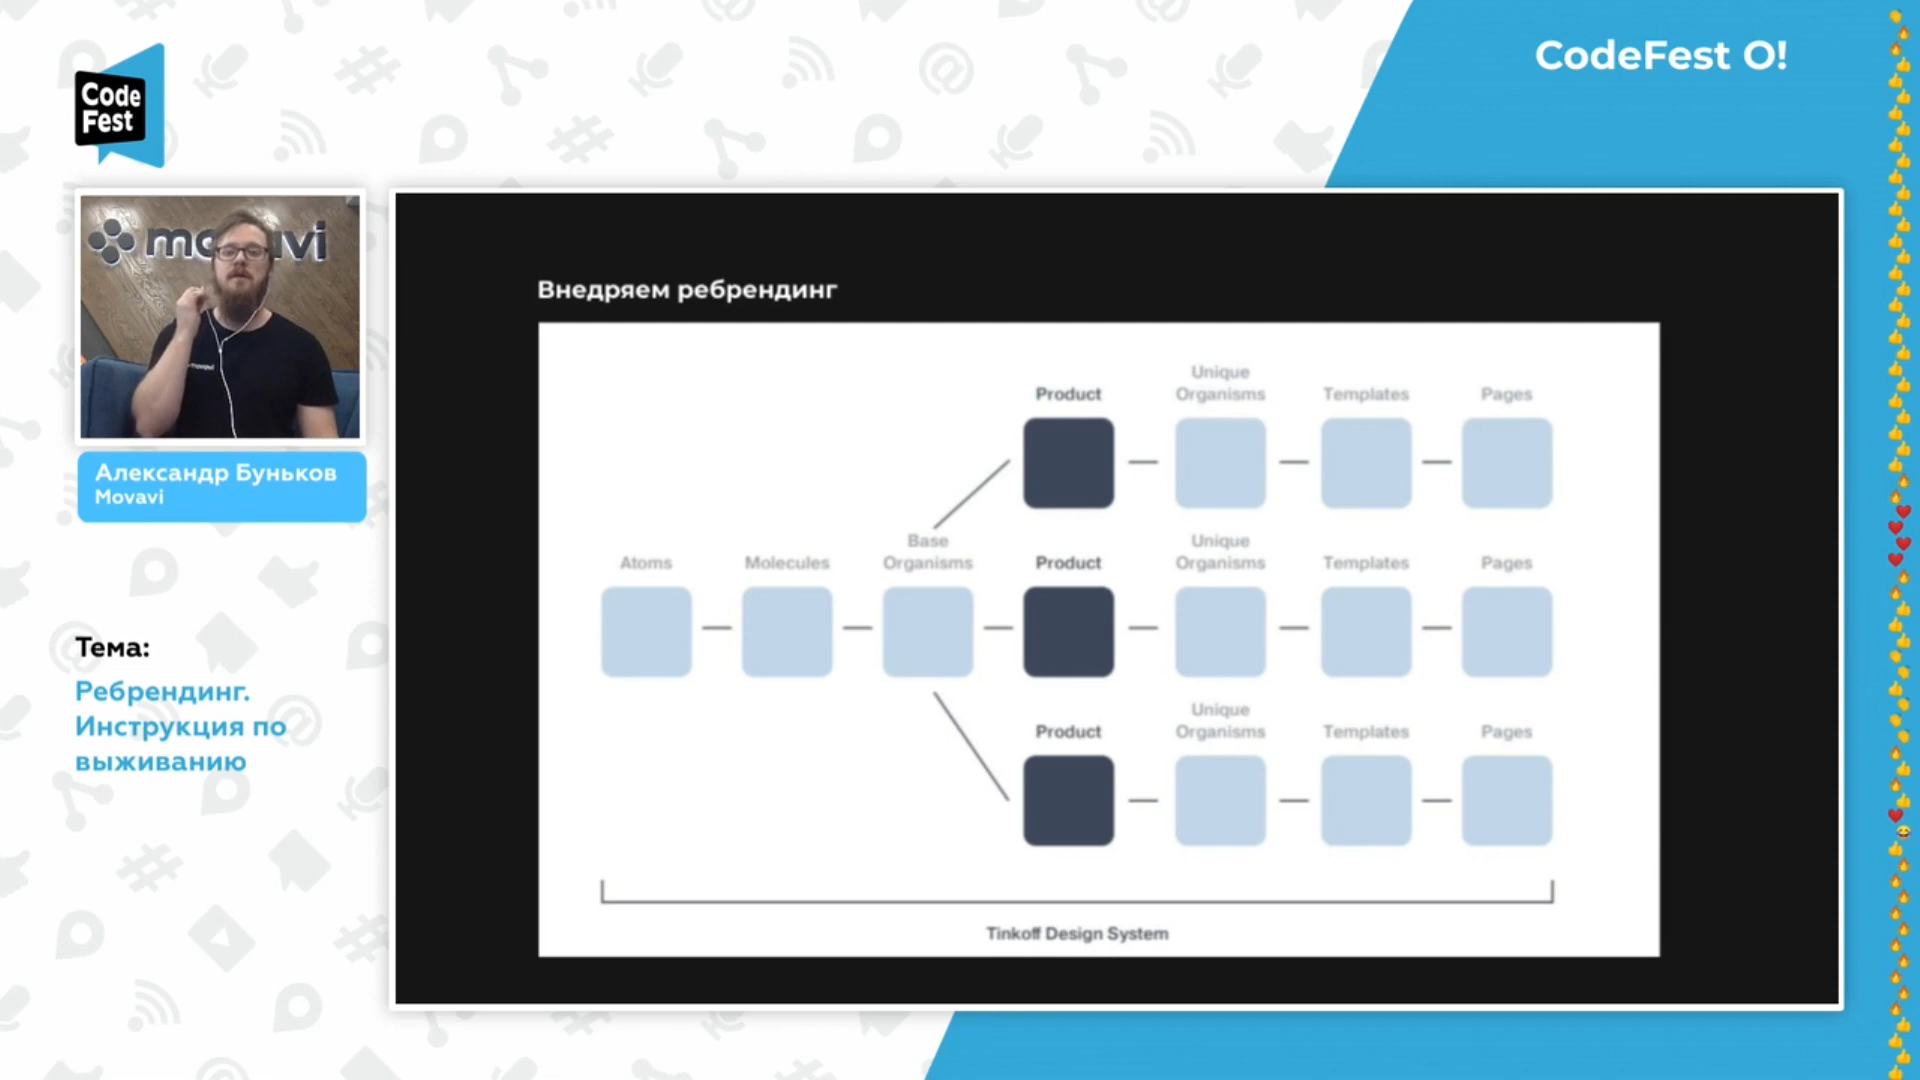 Code
Fest
CodeFest O!
movavi
Александр Буньков
Movavi
Тема:
Ребрендинг.
Инструкция по
выживанию
Внедряем ребрендинг
Product
Unique
Organisms
Templates
Pages
Atoms
Molecules
Base
Organisms
Product
Unique
Organisms
Templates
Pages
Product
Unique
Organisms
Templates
Pages
Tinkoff Design System